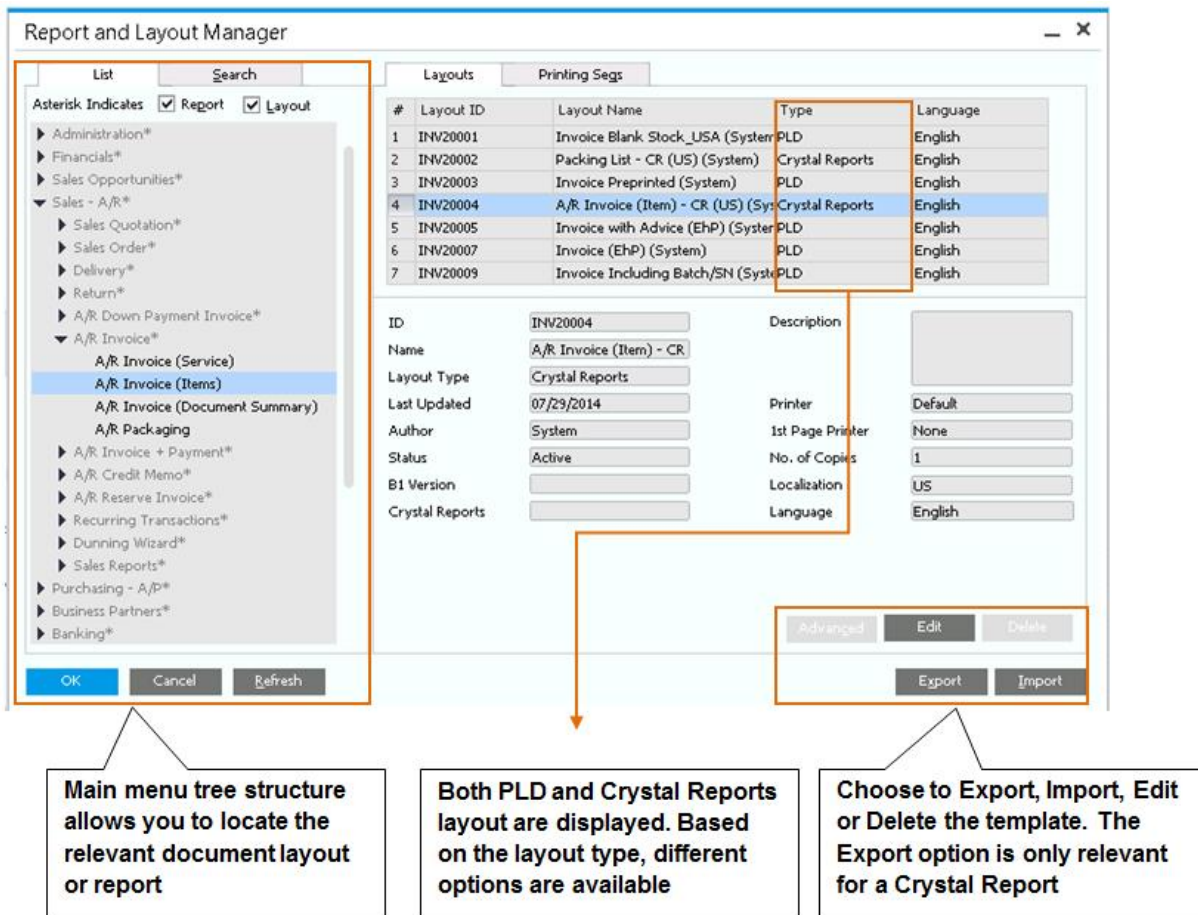 Report and Layout Manager
List
Search
Asterisk Indicates Report Layout
Administration*
Financials*
Sales Opportunities*
Sales - A/R*
Sales Quotation*
Sales Order*
Delivery*
Return*
A/R Down Payment Invoice*
A/R Invoice*
A/R Invoice (Service)
A/R Invoice (Items)
A/R Invoice (Document Summary)
A/R Packaging
A/R Invoice + Payment*
A/R Credit Memo*
A/R Reserve Invoice*
Recurring Transactions*
Dunning Wizard*
Sales Reports*
Purchasing - A/P*
Business Partners*
Banking*
OK
Cancel
Refresh
Layouts
Printing Seqs
# Layout ID Layout Name Type Language
1 INV20001 Invoice Blank Stock_USA (System PLD English
2 INV20002 Packing List - CR (US) (System) Crystal Reports English
3 INV20003 Invoice Preprinted (System) PLD English
4 INV20004 A/R Invoice (Item) - CR (US) (Sys Crystal Reports English
5 INV20005 Invoice with Advice (EhP) (System PLD English
6 INV20007 Invoice (EhP) (System) PLD English
7 INV20009 Invoice Including Batch/SN (Syste PLD English
ID INV20004
Name A/R Invoice (Item) - CR
Layout Type Crystal Reports
Last Updated 07/29/2014
Author System
Status Active
B1 Version
Crystal Reports
Description
Printer Default
1st Page Printer None
No. of Copies 1
Localization US
Language English
Advanced
Edit
Delete
Export
Import
Main menu tree structure
allows you to locate the
relevant document layout
or report
Both PLD and Crystal Reports
layout are displayed. Based
on the layout type, different
options are available
Choose to Export, Import, Edit
or Delete the template. The
Export option is only relevant
for a Crystal Report